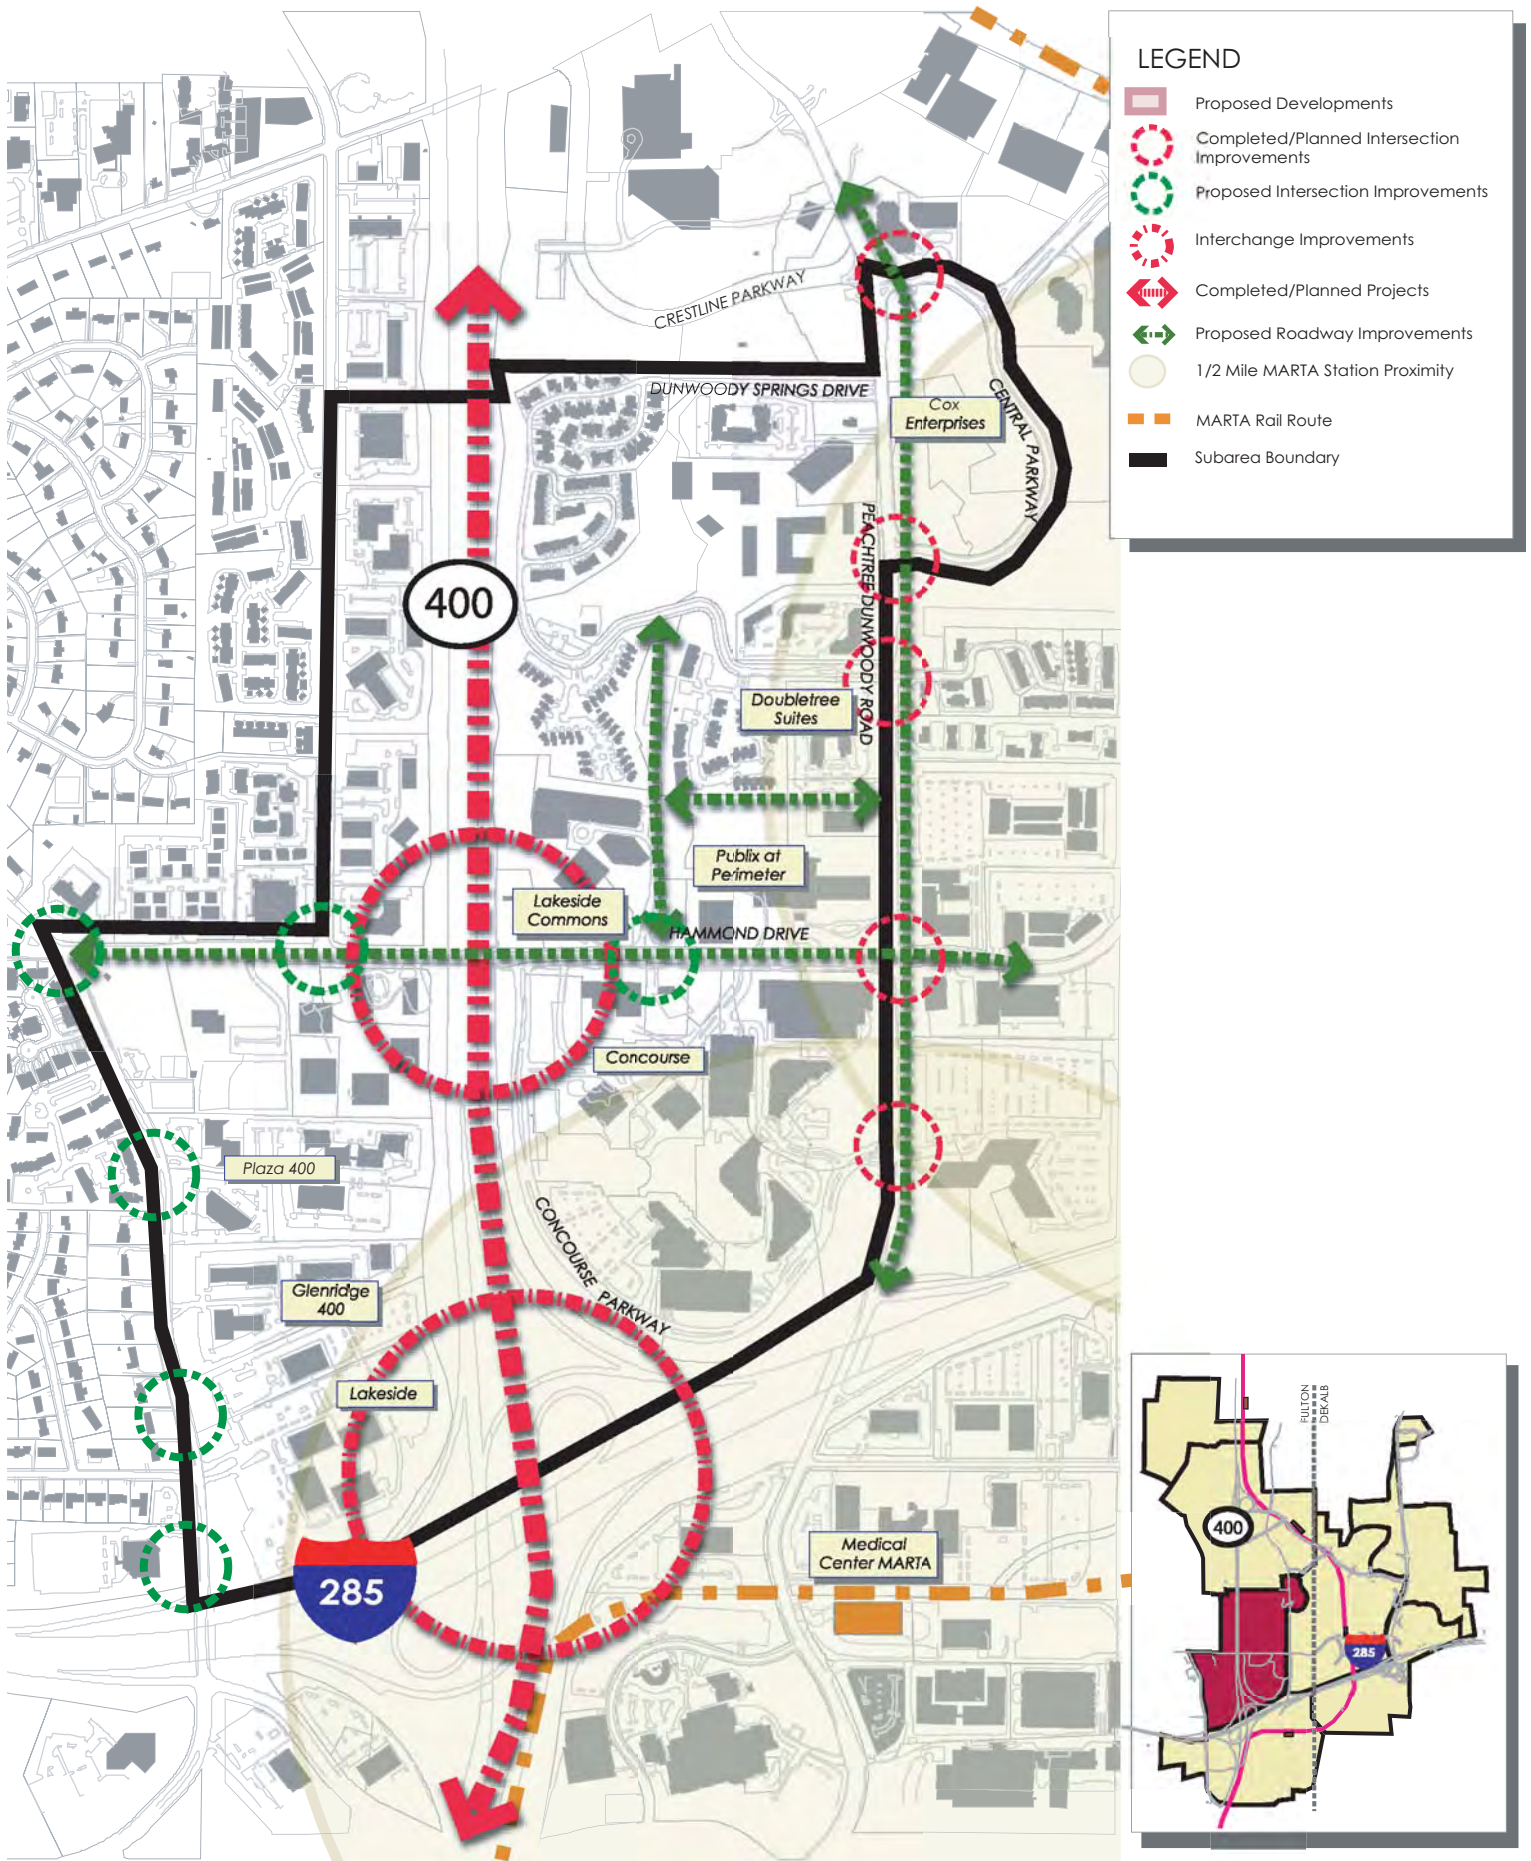 LEGEND
Proposed Developments
Completed/Planned Intersection
Improvements
Proposed Intersection Improvements
Interchange Improvements
Completed/Planned Projects
Proposed Roadway Improvements
1/2 Mile MARTA Station Proximity
MARTA Rail Route
Subarea Boundary
CRESTLINE PARKWAY
DUNWOODY SPRINGS DRIVE
Cox
Enterprises
CENTRAL PARKWAY
PEACHTREE DUNWOODY ROAD
400
Doubletree
Suites
Publix at
Perimeter
Lakeside
Commons
HAMMOND DRIVE
Concourse
Plaza 400
CONCOURSE PARKWAY
Glenridge
400
Lakeside
Medical
Center MARTA
285
FULTON
DEKALB
400
285